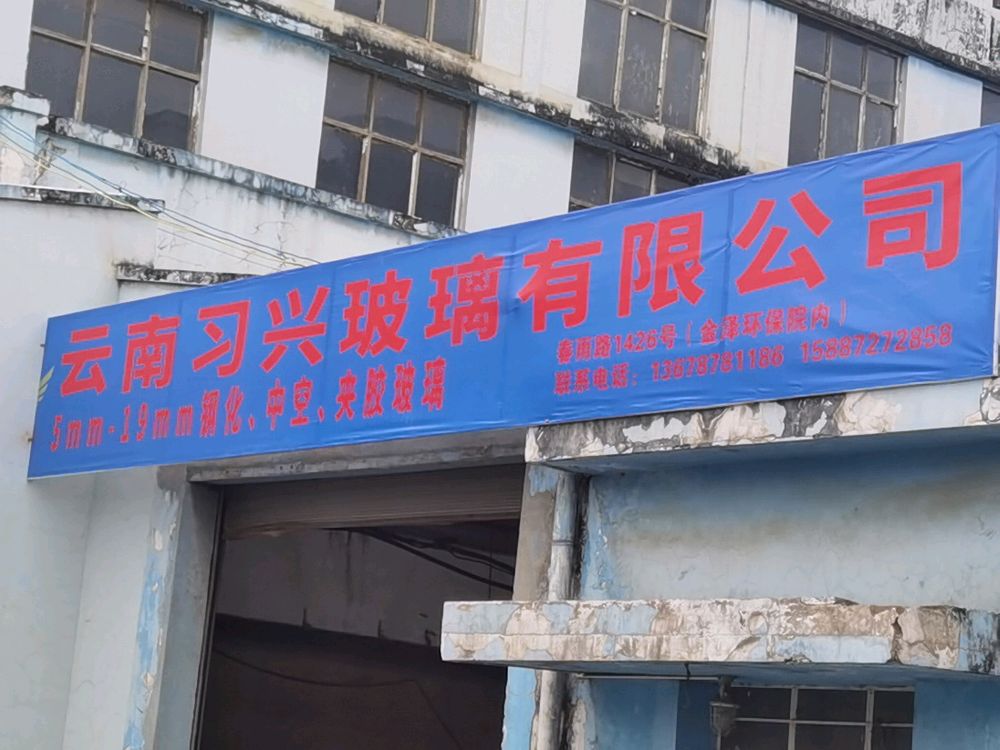 云南习兴玻璃有限公司
5mm-19mm钢化、中空、夹胶玻璃
春雨路1426号（金泽环保院内）
联系电话：13678781186 15887272858